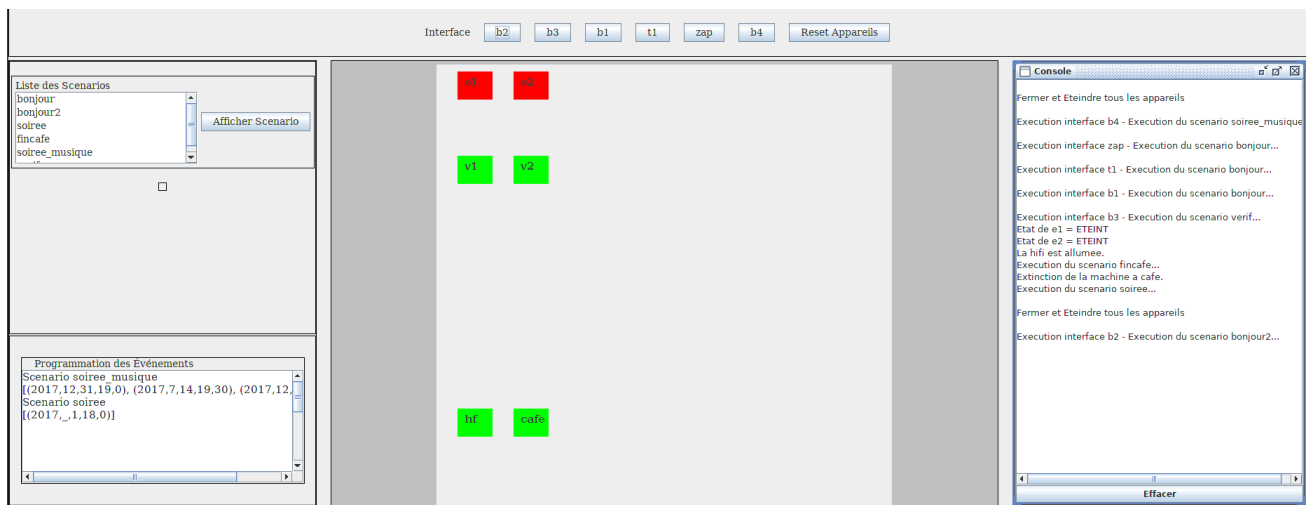 Interface b2 b3 b1 t1 zap b4 Reset Appareils
Liste des Scenarios
bonjour
bonjour2
soiree
fincafe
soiree_musique
Afficher Scenario
Programmation des Événements
Scenario soiree_musique
[(2017,12,31,19,0), (2017,7,14,19,30), (2017,12,
Scenario soiree
[(2017,_,1,18,0)]
e1 e2
v1 v2
hf cafe
Console
Fermer et Eteindre tous les appareils
Execution interface b4 - Execution du scenario soiree_musique
Execution interface zap - Execution du scenario bonjour...
Execution interface t1 - Execution du scenario bonjour...
Execution interface b1 - Execution du scenario bonjour...
Execution interface b3 - Execution du scenario verif...
Etat de e1 = ETEINT
Etat de e2 = ETEINT
La hifi est allumee.
Execution du scenario fincafe...
Extinction de la machine a cafe.
Execution du scenario soiree...
Fermer et Eteindre tous les appareils
Execution interface b2 - Execution du scenario bonjour2...
Effacer